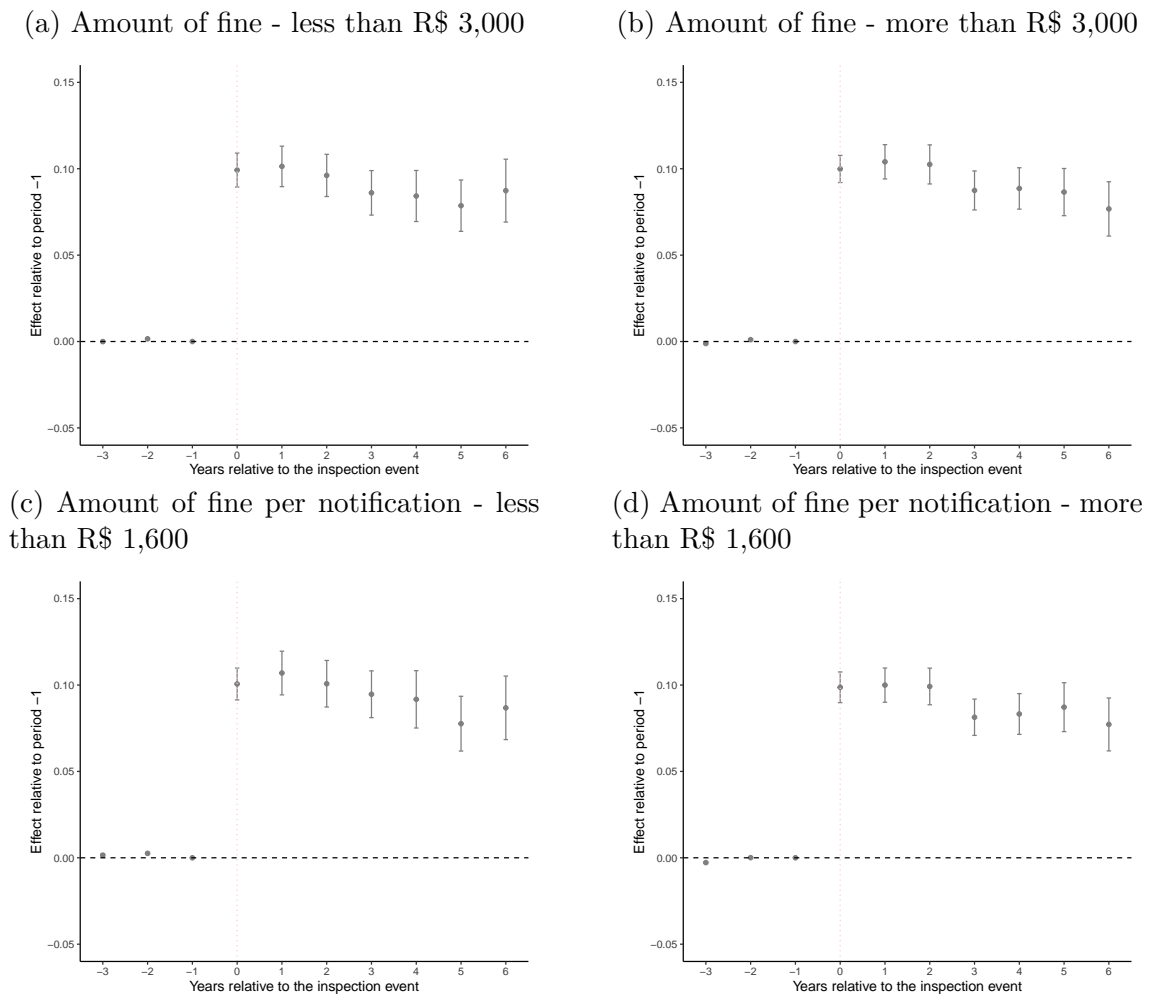 (a) Amount of fine - less than R$ 3,000
0.15
0.10
0.05
0.00
−0.05
Effect relative to period −1
−3 −2 −1 0 1 2 3 4 5 6
Years relative to the inspection event
(b) Amount of fine - more than R$ 3,000
0.15
0.10
0.05
0.00
−0.05
Effect relative to period −1
−3 −2 −1 0 1 2 3 4 5 6
Years relative to the inspection event
(c) Amount of fine per notification - less
than R$ 1,600
0.15
0.10
0.05
0.00
−0.05
Effect relative to period −1
−3 −2 −1 0 1 2 3 4 5 6
Years relative to the inspection event
(d) Amount of fine per notification - more
than R$ 1,600
0.15
0.10
0.05
0.00
−0.05
Effect relative to period −1
−3 −2 −1 0 1 2 3 4 5 6
Years relative to the inspection event